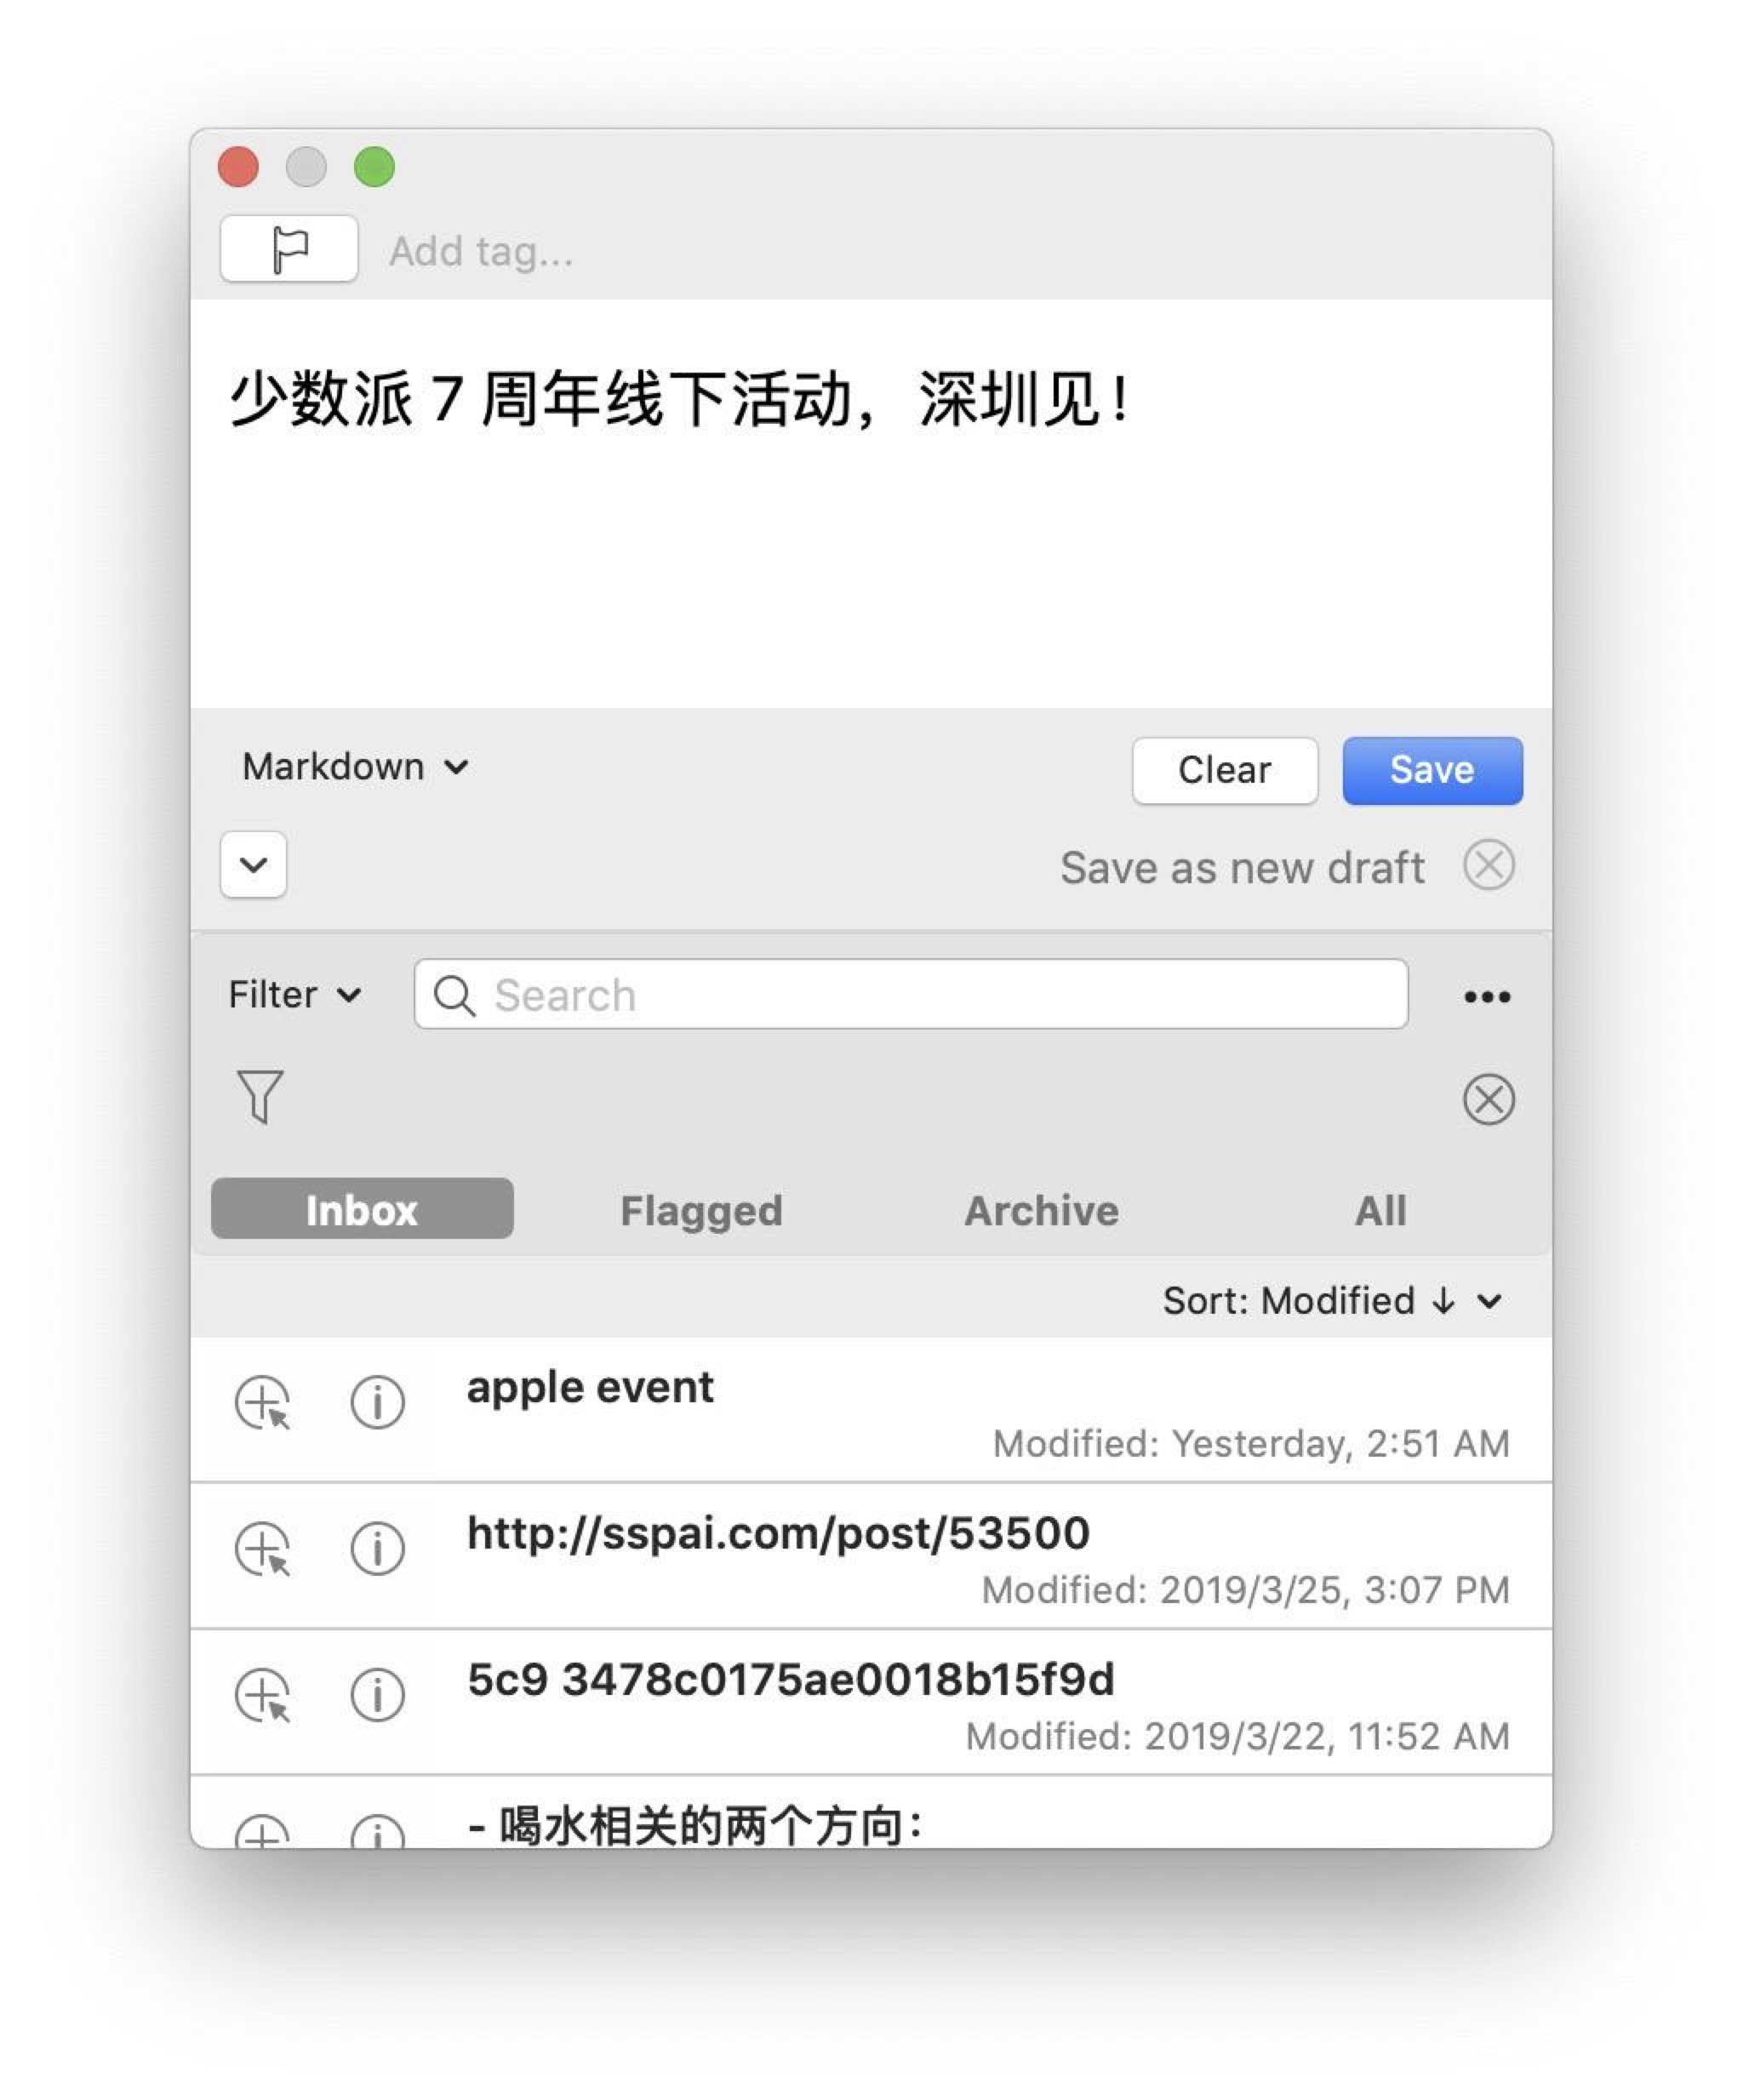 Add tag...
少数派 7 周年线下活动，深圳见！
Markdown
Clear
Save
Save as new draft
Filter
Search
Inbox
Flagged
Archive
All
Sort: Modified ↓
apple event
Modified: Yesterday, 2:51 AM
http://sspai.com/post/53500
Modified: 2019/3/25, 3:07 PM
5c9 3478c0175ae0018b15f9d
Modified: 2019/3/22, 11:52 AM
- 喝水相关的两个方向：